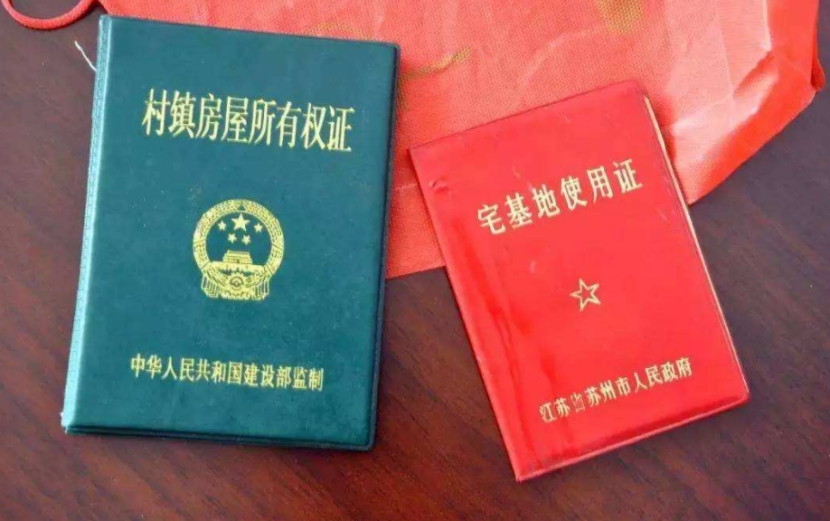 村镇房屋所有权证
中华人民共和国建设部监制
宅基地使用证
江苏省苏州市人民政府